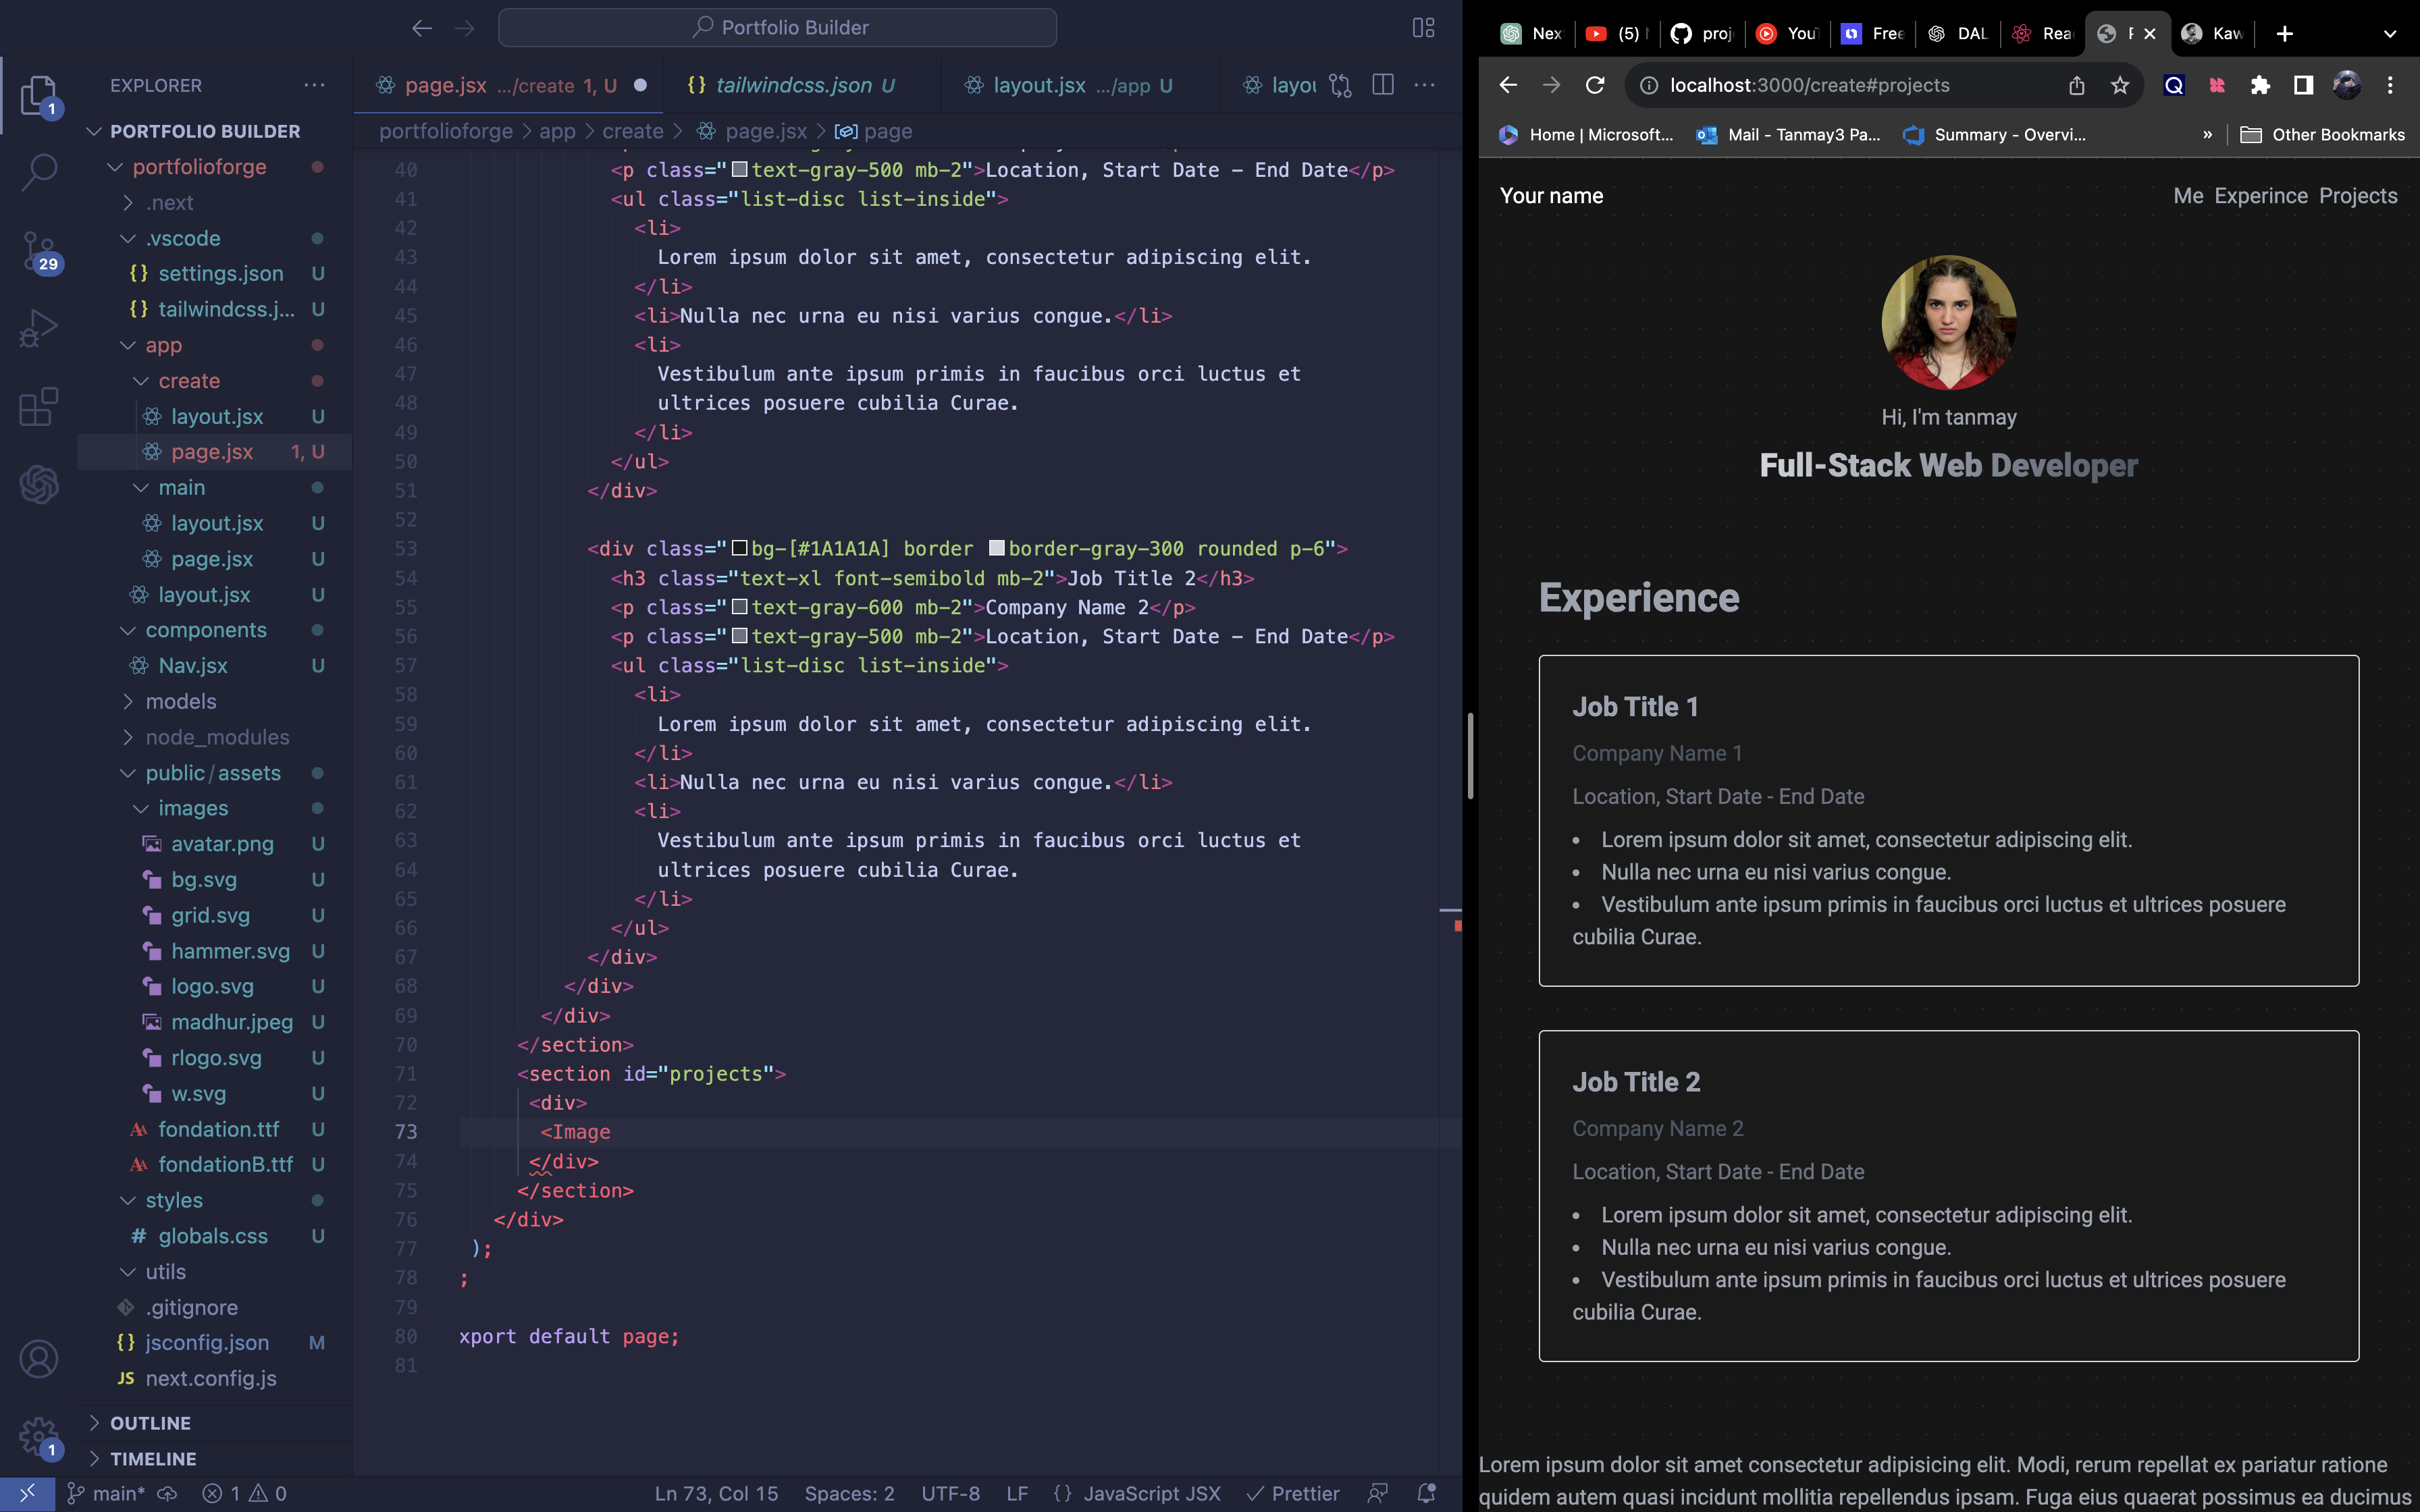 Portfolio Builder
EXPLORER
PORTFOLIO BUILDER
portfolioforge
.next
.vscode
settings.json U
tailwindcss.j... U
app
create
layout.jsx U
page.jsx 1, U
main
layout.jsx U
page.jsx U
layout.jsx U
components
Nav.jsx U
models
node_modules
public/assets
images
avatar.png U
bg.svg U
grid.svg U
hammer.svg U
logo.svg U
madhur.jpeg U
rlogo.svg U
w.svg U
fondation.ttf U
fondationB.ttf U
styles
globals.css U
utils
.gitignore
jsconfig.json M
next.config.js
OUTLINE
TIMELINE
1
29
1
page.jsx .../create 1, U
tailwindcss.json U
layout.jsx .../app U
layou
portfolioforge > app > create > page.jsx > page
40 <p class="text-gray-500 mb-2">Location, Start Date - End Date</p>
41 <ul class="list-disc list-inside">
42 <li>
43 Lorem ipsum dolor sit amet, consectetur adipiscing elit.
44 </li>
45 <li>Nulla nec urna eu nisi varius congue.</li>
46 <li>
47 Vestibulum ante ipsum primis in faucibus orci luctus et
48 ultrices posuere cubilia Curae.
49 </li>
50 </ul>
51 </div>
52
53 <div class="bg-[#1A1A1A] border border-gray-300 rounded p-6">
54 <h3 class="text-xl font-semibold mb-2">Job Title 2</h3>
55 <p class="text-gray-600 mb-2">Company Name 2</p>
56 <p class="text-gray-500 mb-2">Location, Start Date - End Date</p>
57 <ul class="list-disc list-inside">
58 <li>
59 Lorem ipsum dolor sit amet, consectetur adipiscing elit.
60 </li>
61 <li>Nulla nec urna eu nisi varius congue.</li>
62 <li>
63 Vestibulum ante ipsum primis in faucibus orci luctus et
64 ultrices posuere cubilia Curae.
65 </li>
66 </ul>
67 </div>
68 </div>
69 </div>
70 </section>
71 <section id="projects">
72 <div>
73 <Image
74 </div>
75 </section>
76 </div>
77 );
78 ;
79
80 xport default page;
81
main* 1 0
Ln 73, Col 15 Spaces: 2 UTF-8 LF {} JavaScript JSX Prettier
Nex
(5)
proj
You
Free
DAL
Rea
Kaw
localhost:3000/create#projects
Home | Microsoft... Mail - Tanmay3 Pa... Summary - Overvi... » Other Bookmarks
Your name
Me Experince Projects
Hi, I'm tanmay
Full-Stack Web Developer
Experience
Job Title 1
Company Name 1
Location, Start Date - End Date
• Lorem ipsum dolor sit amet, consectetur adipiscing elit.
• Nulla nec urna eu nisi varius congue.
• Vestibulum ante ipsum primis in faucibus orci luctus et ultrices posuere
cubilia Curae.
Job Title 2
Company Name 2
Location, Start Date - End Date
• Lorem ipsum dolor sit amet, consectetur adipiscing elit.
• Nulla nec urna eu nisi varius congue.
• Vestibulum ante ipsum primis in faucibus orci luctus et ultrices posuere
cubilia Curae.
Lorem ipsum dolor sit amet consectetur adipisicing elit. Modi, rerum repellat ex pariatur ratione
quidem autem quasi incidunt mollitia repellendus ipsam. Fuga eius quaerat possimus ea ducimus